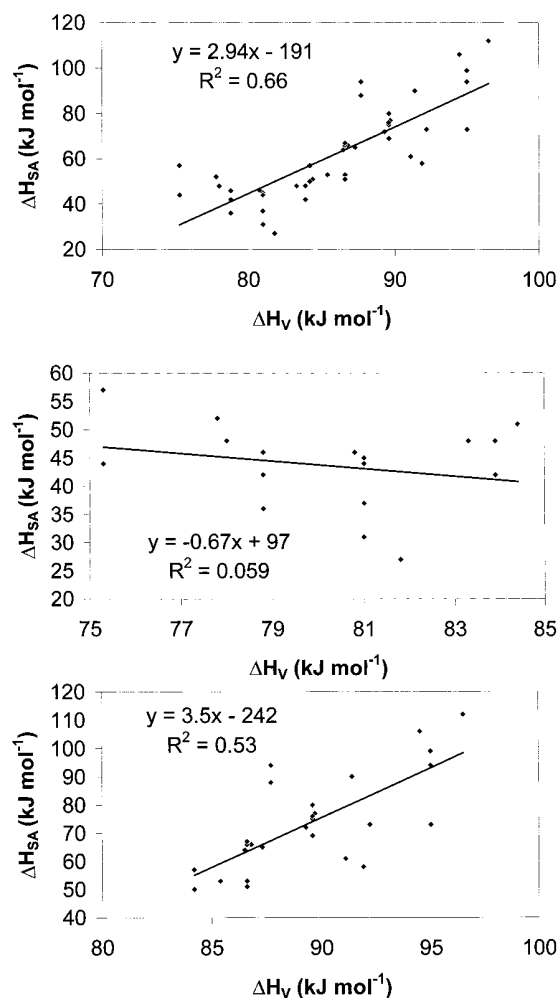 120
100
80
60
40
20
ΔH_SA (kJ mol⁻¹)
y = 2.94x - 191
R² = 0.66
70 80 90 100
ΔH_V (kJ mol⁻¹)
60
55
50
45
40
35
30
25
20
ΔH_SA (kJ mol⁻¹)
y = -0.67x + 97
R² = 0.059
75 77 79 81 83 85
ΔH_V (kJ mol⁻¹)
120
110
100
90
80
70
60
50
40
ΔH_SA (kJ mol⁻¹)
y = 3.5x - 242
R² = 0.53
80 85 90 95 100
ΔH_V (kJ mol⁻¹)